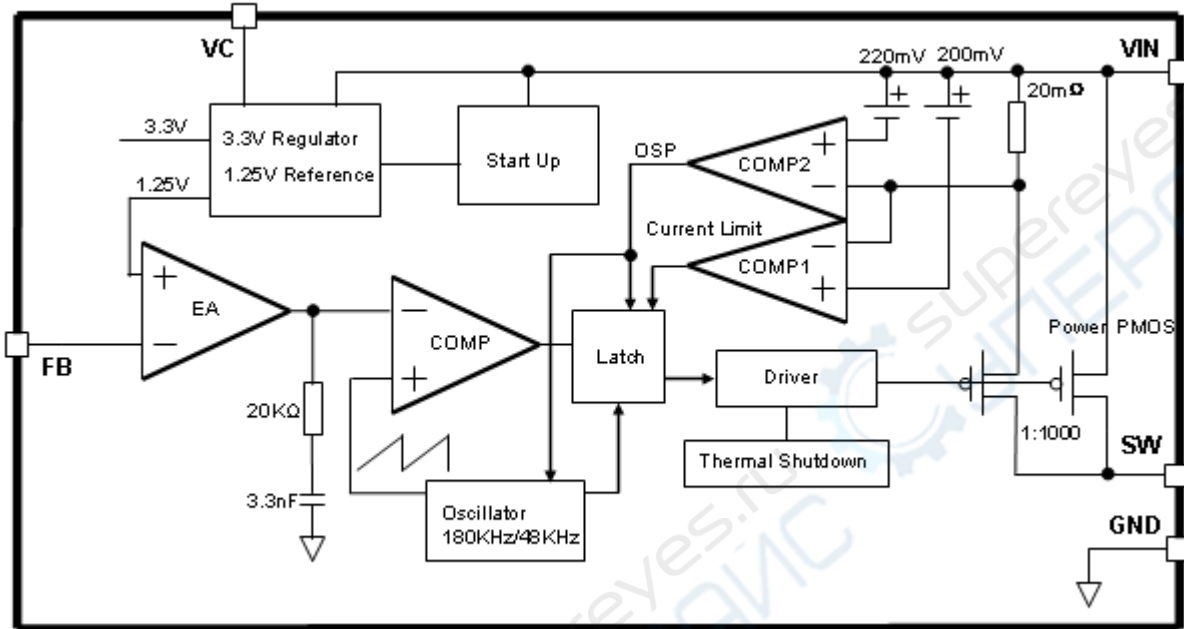 VC
220mV
200mV
VIN
20mΩ
3.3V
3.3V Regulator
1.25V Reference
1.25V
Start Up
OSP
+
COMP2
−
Current Limit
−
COMP1
+
+
EA
−
FB
−
COMP
+
Latch
Driver
Power PMOS
1:1000
20KΩ
Thermal Shutdown
SW
3.3nF
Oscillator
180KHz/48KHz
GND
supereyes.ru